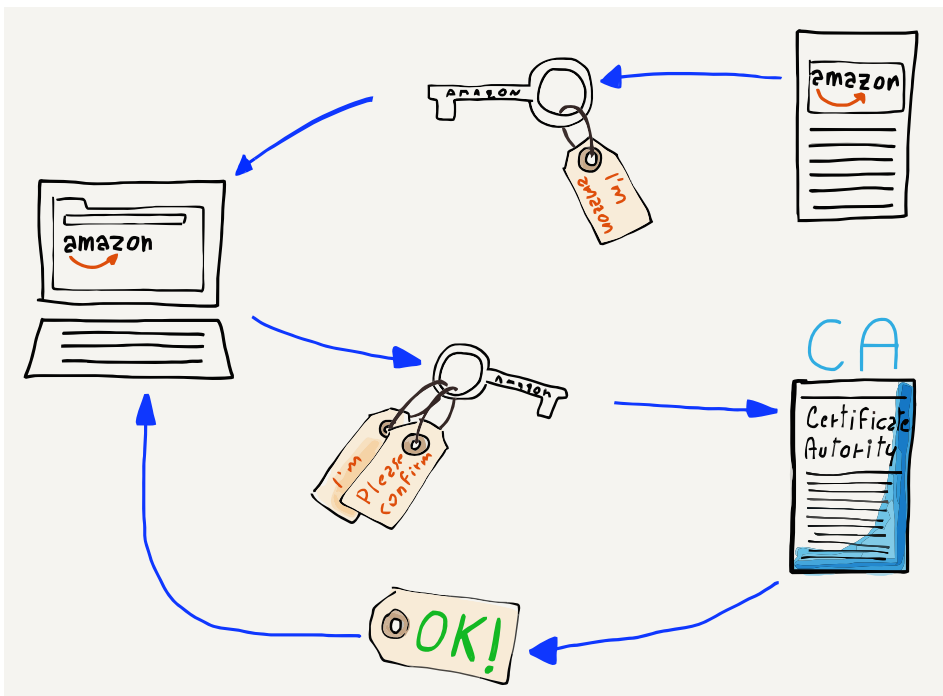 AMAZON
amazon
I'm
amazon
amazon
CA
Amazon
Certificate
Autority
I'm
Please
confirm
OK!